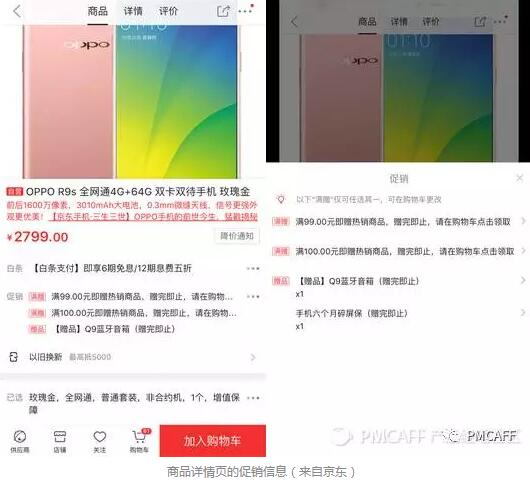 商品 详情 评价
oppo
01:10
自营 OPPO R9s 全网通4G+64G 双卡双待手机 玫瑰金
前后1600万像素，3010mAh大电池，0.3mm微缝天线，信号更强外
观更优美！【京东手机·三生三世】OPPO手机的前世今生，猛戳揭秘
¥2799.00
降价通知
白条 【白条支付】即享6期免息/12期息费五折
促销 满赠 满99.00元即赠热销商品，赠完即止，请在购物...
满赠 满100.00元即赠热销商品，赠完即止，请在购物...
赠品 【赠品】Q9蓝牙音箱（赠完即止）
以旧换新 最高抵5000
已选 玫瑰金，全网通，普通套装，非合约机，1个，增值保
障
供应商 店铺 关注 购物车 加入购物车
商品 详情 评价
oppo
01:10
促销
以下“满赠”仅可任选其一，可在购物车更改
满赠 满99.00元即赠热销商品，赠完即止，请在购物车点击领取
满赠 满100.00元即赠热销商品，赠完即止，请在购物车点击领取
赠品 【赠品】Q9蓝牙音箱（赠完即止）
x1
手机六个月碎屏保（赠完即止）
x1
PMCAFF
PMCAFF
商品详情页的促销信息（来自京东）